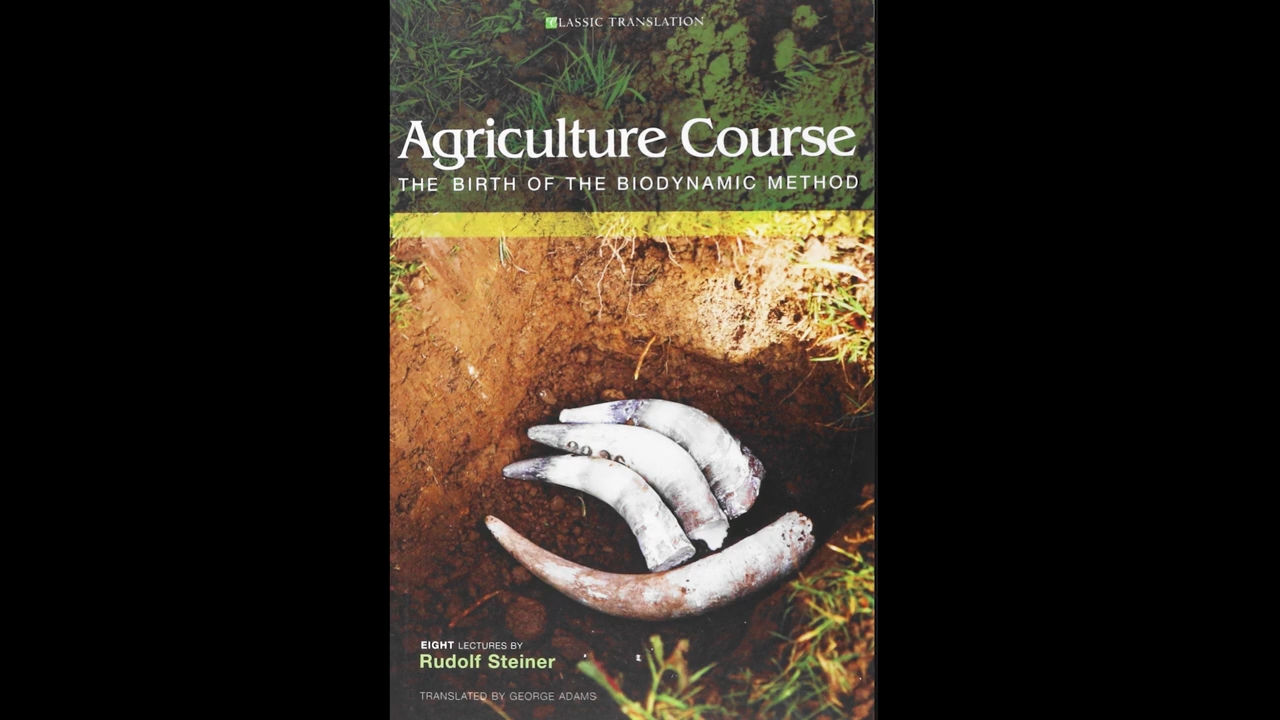 CLASSIC TRANSLATION
Agriculture Course
THE BIRTH OF THE BIODYNAMIC METHOD
EIGHT LECTURES BY
Rudolf Steiner
TRANSLATED BY GEORGE ADAMS